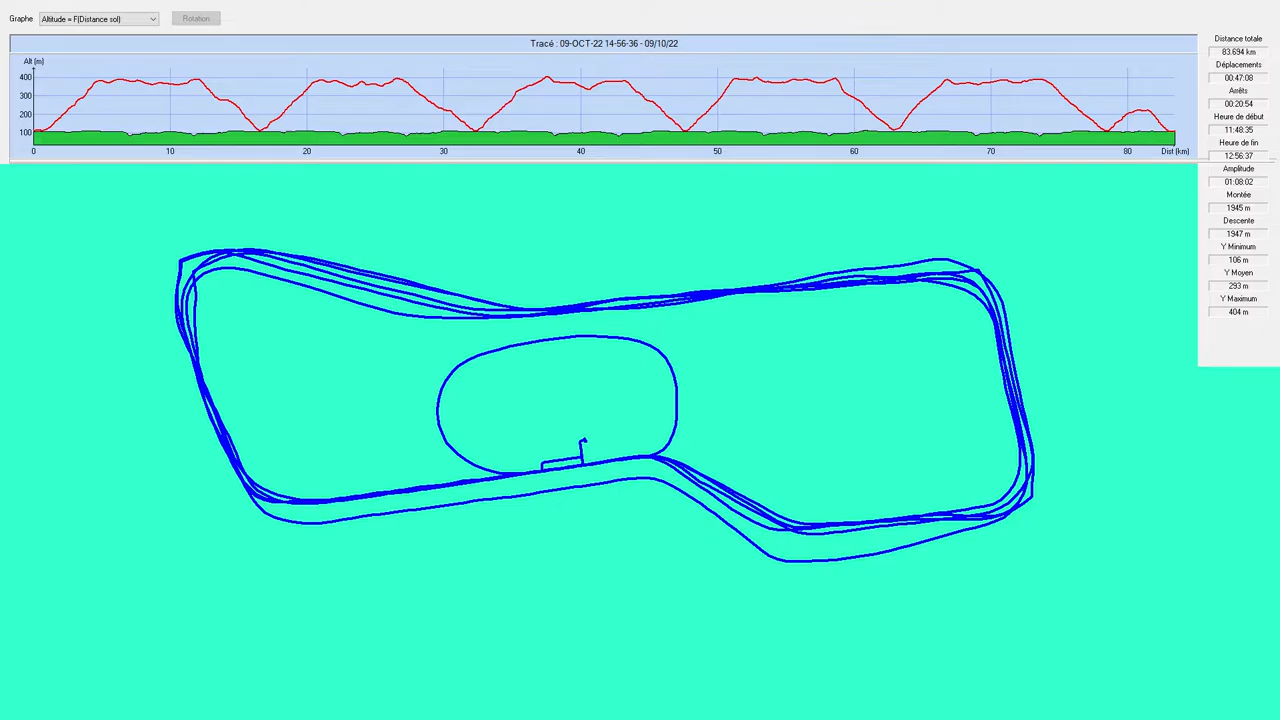 Graphe
Altitude = F(Distance sol)
Rotation
Tracé : 09-OCT-22 14-56-36 - 09/10/22
Alt (m)
400
300
200
100
0
10
20
30
40
50
60
70
80
Dist (km)
Distance totale
83.694 km
Déplacements
00:47:08
Arrêts
00:20:54
Heure de début
11:48:35
Heure de fin
12:56:37
Amplitude
01:08:02
Montée
1945 m
Descente
1947 m
Y Minimum
106 m
Y Moyen
293 m
Y Maximum
404 m